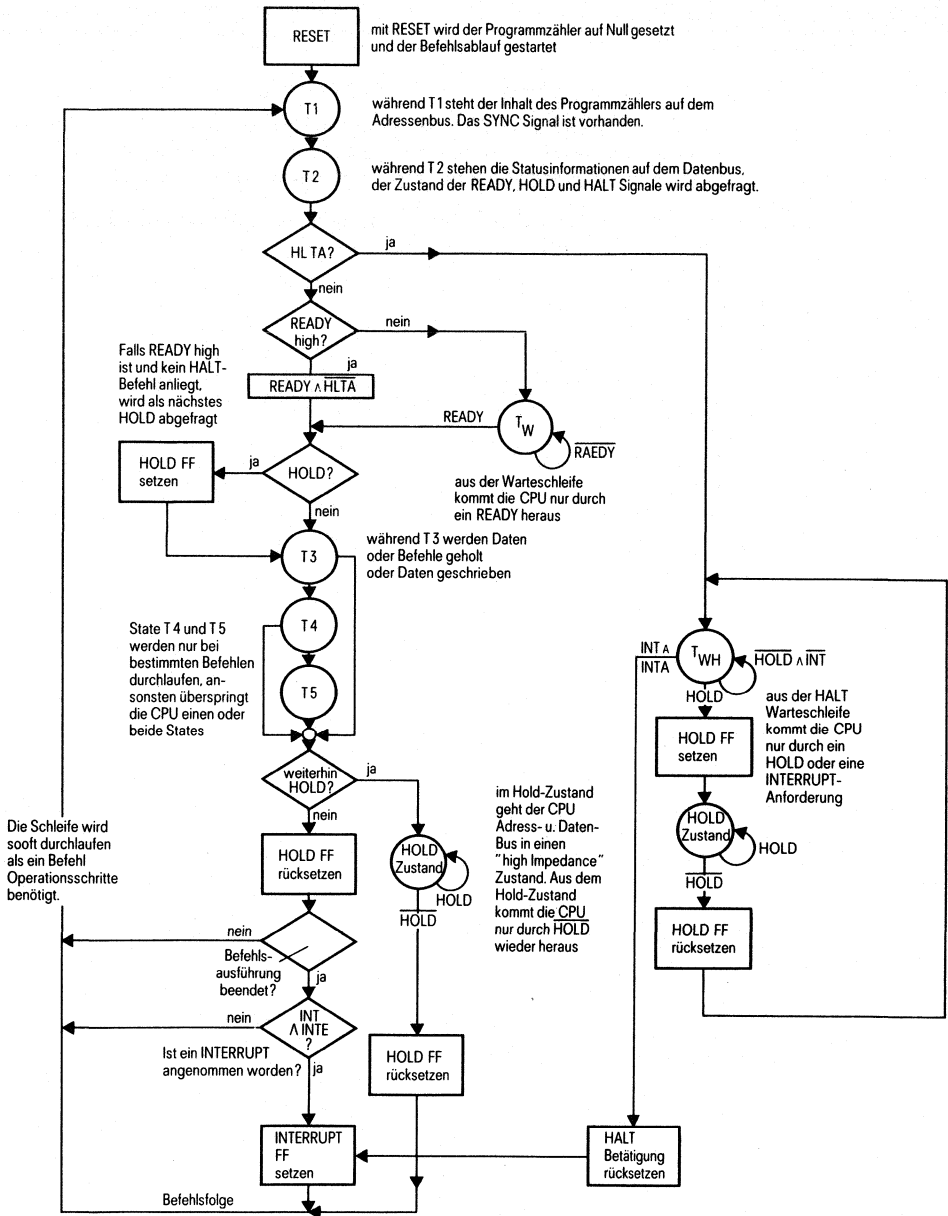 RESET
mit RESET wird der Programmzähler auf Null gesetzt
und der Befehlsablauf gestartet
T1
während T1 steht der Inhalt des Programmzählers auf dem
Adressenbus. Das SYNC Signal ist vorhanden.
T2
während T2 stehen die Statusinformationen auf dem Datenbus,
der Zustand der READY, HOLD und HALT Signale wird abgefragt.
HLTA?
ja
nein
READY
high?
nein
ja
Falls READY high
ist und kein HALT-
Befehl anliegt,
wird als nächstes
HOLD abgefragt
READY ∧ H̅L̅T̅A̅
READY
TW
R̅A̅E̅D̅Y̅
aus der Warteschleife
kommt die CPU nur durch
ein READY heraus
HOLD FF
setzen
ja
HOLD?
nein
T3
während T3 werden Daten
oder Befehle geholt
oder Daten geschrieben
T4
State T4 und T5
werden nur bei
bestimmten Befehlen
durchlaufen, an-
sonsten überspringt
die CPU einen oder
beide States
T5
INT ∧
INTA
TWH
H̅O̅L̅D̅ ∧ I̅N̅T̅
HOLD
aus der HALT
Warteschleife
kommt die CPU
nur durch ein
HOLD oder eine
INTERRUPT-
Anforderung
HOLD FF
setzen
HOLD
Zustand
HOLD
H̅O̅L̅D̅
HOLD FF
rücksetzen
weiterhin
HOLD?
ja
nein
im Hold-Zustand
geht der CPU
Adress- u. Daten-
Bus in einen
"high Impedance"
Zustand. Aus dem
Hold-Zustand
kommt die CPU
nur durch H̅O̅L̅D̅
wieder heraus
Die Schleife wird
sooft durchlaufen
als ein Befehl
Operationsschritte
benötigt.
HOLD FF
rücksetzen
HOLD
Zustand
HOLD
H̅O̅L̅D̅
nein
Befehls-
ausführung
beendet?
ja
nein
INT
∧ INTE
?
Ist ein INTERRUPT
angenommen worden?
ja
HOLD FF
rücksetzen
INTERRUPT
FF
setzen
HALT
Betätigung
rücksetzen
Befehlsfolge